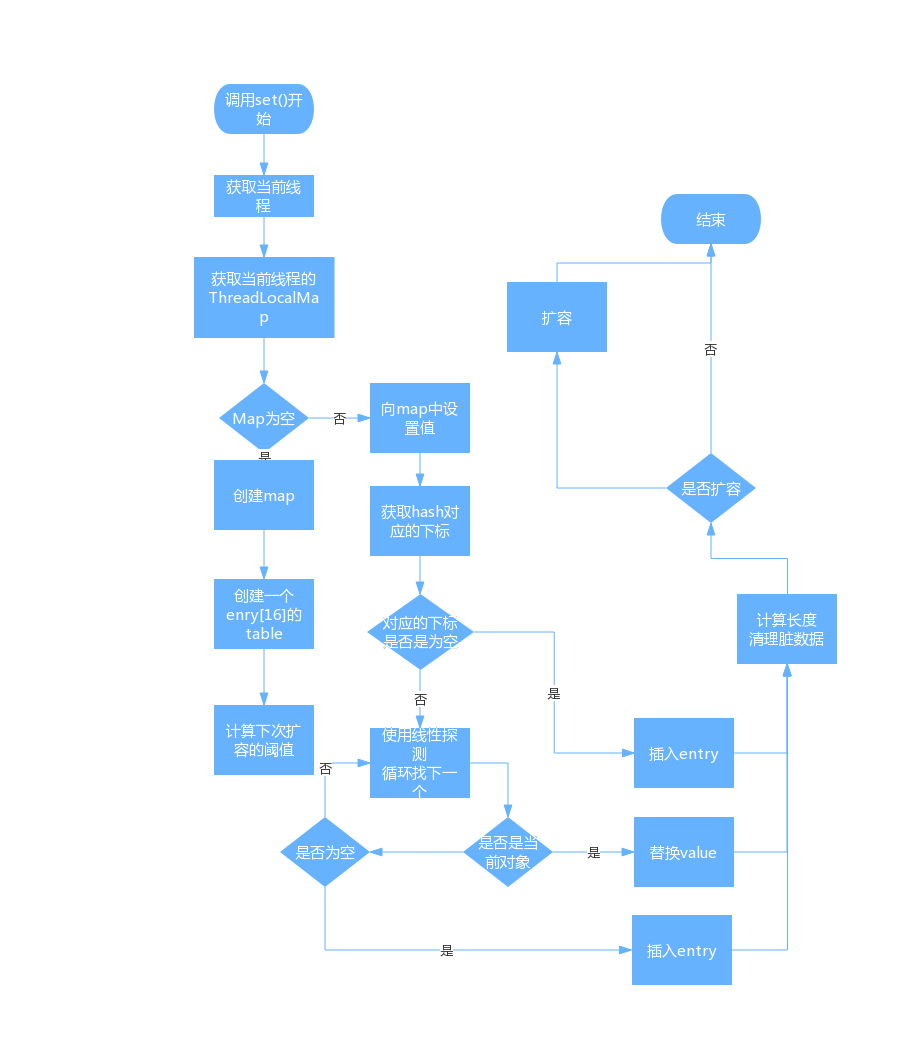 调用set()开
始
获取当前线
程
获取当前线程的
ThreadLocalMa
p
Map为空
否
是
向map中设
置值
创建map
获取hash对
应的下标
创建一个
enry[16]的
table
对应的下标
是否是为空
否
是
计算下次扩
容的阈值
使用线性探
测
循环找下一
个
否
是否为空
是否是当
前对象
是
是
插入entry
替换value
插入entry
计算长度
清理脏数据
是否扩容
否
扩容
结束